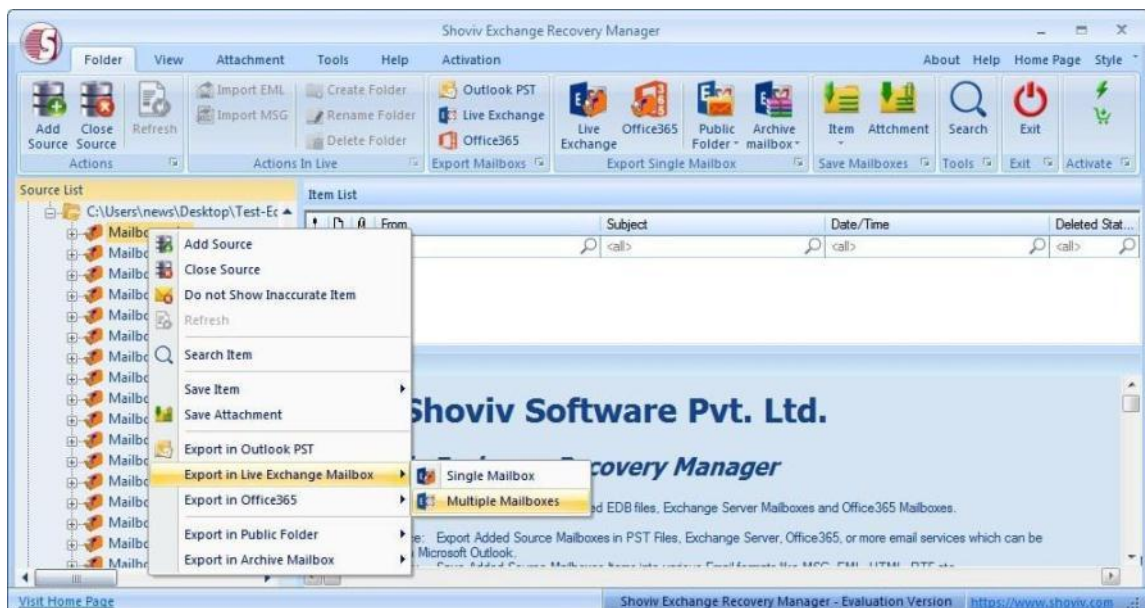 Shoviv Exchange Recovery Manager
Folder View Attachment Tools Help Activation About Help Home Page Style
Import EML Create Folder Outlook PST
Import MSG Rename Folder Live Exchange
Delete Folder Office365
Add Source Close Source Refresh
Live Exchange Office365 Public Folder Archive mailbox Item Attchment Search Exit
Actions Actions In Live Export Mailboxs Export Single Mailbox Save Mailboxes Tools Exit Activate
Source List Item List
C:\Users\news\Desktop\Test-Ec
From Subject Date/Time Deleted Stat...
Mailbo
<all> <all> <all>
Add Source
Close Source
Do not Show Inaccurate Item
Refresh
Search Item
Save Item
Save Attachment
Export in Outlook PST
Export in Live Exchange Mailbox
Export in Office365
Export in Public Folder
Export in Archive Mailbox
Single Mailbox
Multiple Mailboxes
Shoviv Software Pvt. Ltd.
Recovery Manager
EDB files, Exchange Server Mailboxes and Office365 Mailboxes.
Export Added Source Mailboxes in PST Files, Exchange Server, Office365, or more email services which can be
Microsoft Outlook.
Visit Home Page Shoviv Exchange Recovery Manager - Evaluation Version https://www.shoviv.com